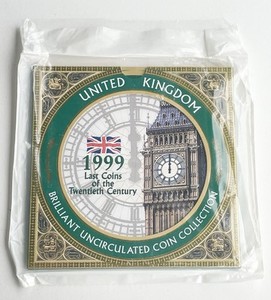 UNITED KINGDOM
1999
Last Coins
of the
Twentieth Century
BRILLIANT UNCIRCULATED COIN COLLECTION